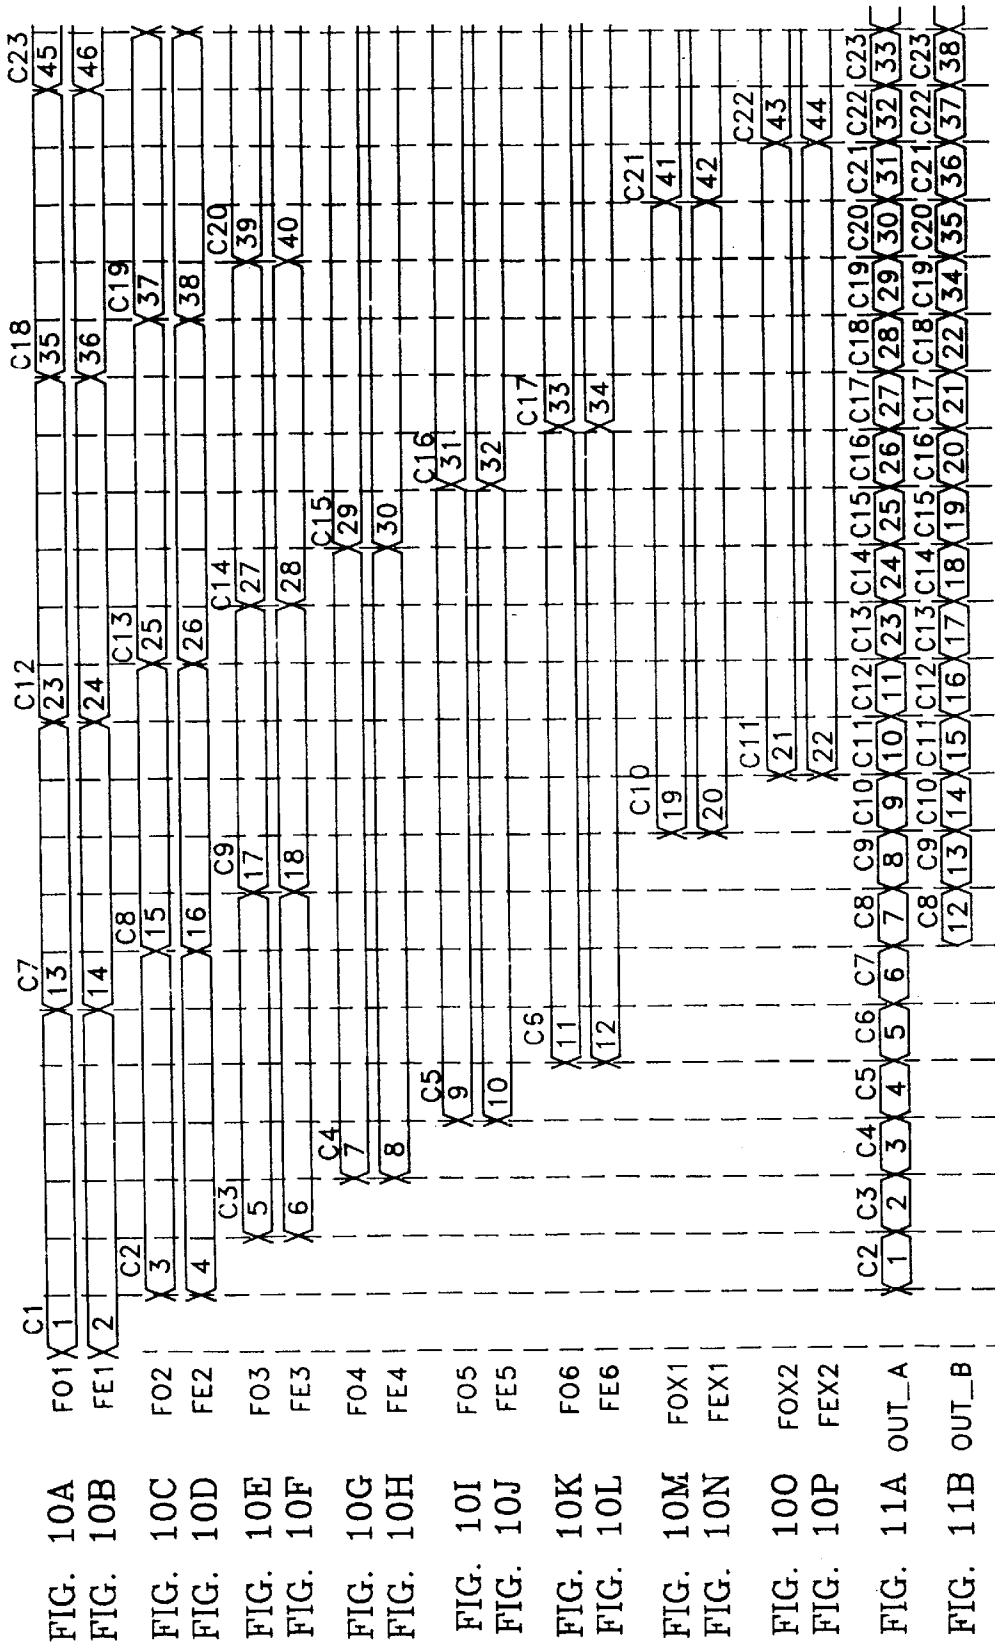 FIG. 10A FO1 C1 1 C7 13 C12 23 C18 35 C23 45
FIG. 10B FE1 2 14 24 36 46
FIG. 10C FO2 C2 3 C8 15 C13 25 C19 37
FIG. 10D FE2 4 16 26 38
FIG. 10E FO3 C3 5 C9 17 C14 27 C20 39
FIG. 10F FE3 6 18 28 40
FIG. 10G FO4 C4 7 C15 29
FIG. 10H FE4 8 30
FIG. 10I FO5 C5 9 C16 31
FIG. 10J FE5 10 32
FIG. 10K FO6 C6 11 C17 33
FIG. 10L FE6 12 34
FIG. 10M FOX1 C10 19 C21 41
FIG. 10N FEX1 20 42
FIG. 10O FOX2 C11 21 C22 43
FIG. 10P FEX2 22 44
C2 C3 C4 C5 C6 C7 C8 C9 C10 C11 C12 C13 C14 C15 C16 C17 C18 C19 C20 C21 C22 C23
FIG. 11A OUT_A 1 2 3 4 5 6 7 8 9 10 11 23 24 25 26 27 28 29 30 31 32 33
C8 C9 C10 C11 C12 C13 C14 C15 C16 C17 C18 C19 C20 C21 C22 C23
FIG. 11B OUT_B 12 13 14 15 16 17 18 19 20 21 22 34 35 36 37 38